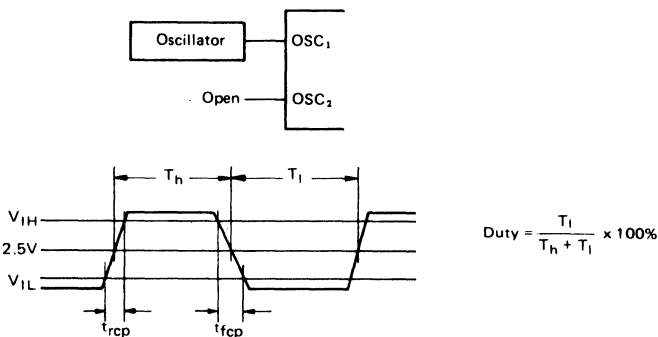 Oscillator
OSC₁
Open
OSC₂
Tₕ
Tₗ
V_IH
2.5V
V_IL
t_rcp
t_fcp
Duty = Tₗ / (Tₕ + Tₗ) x 100%